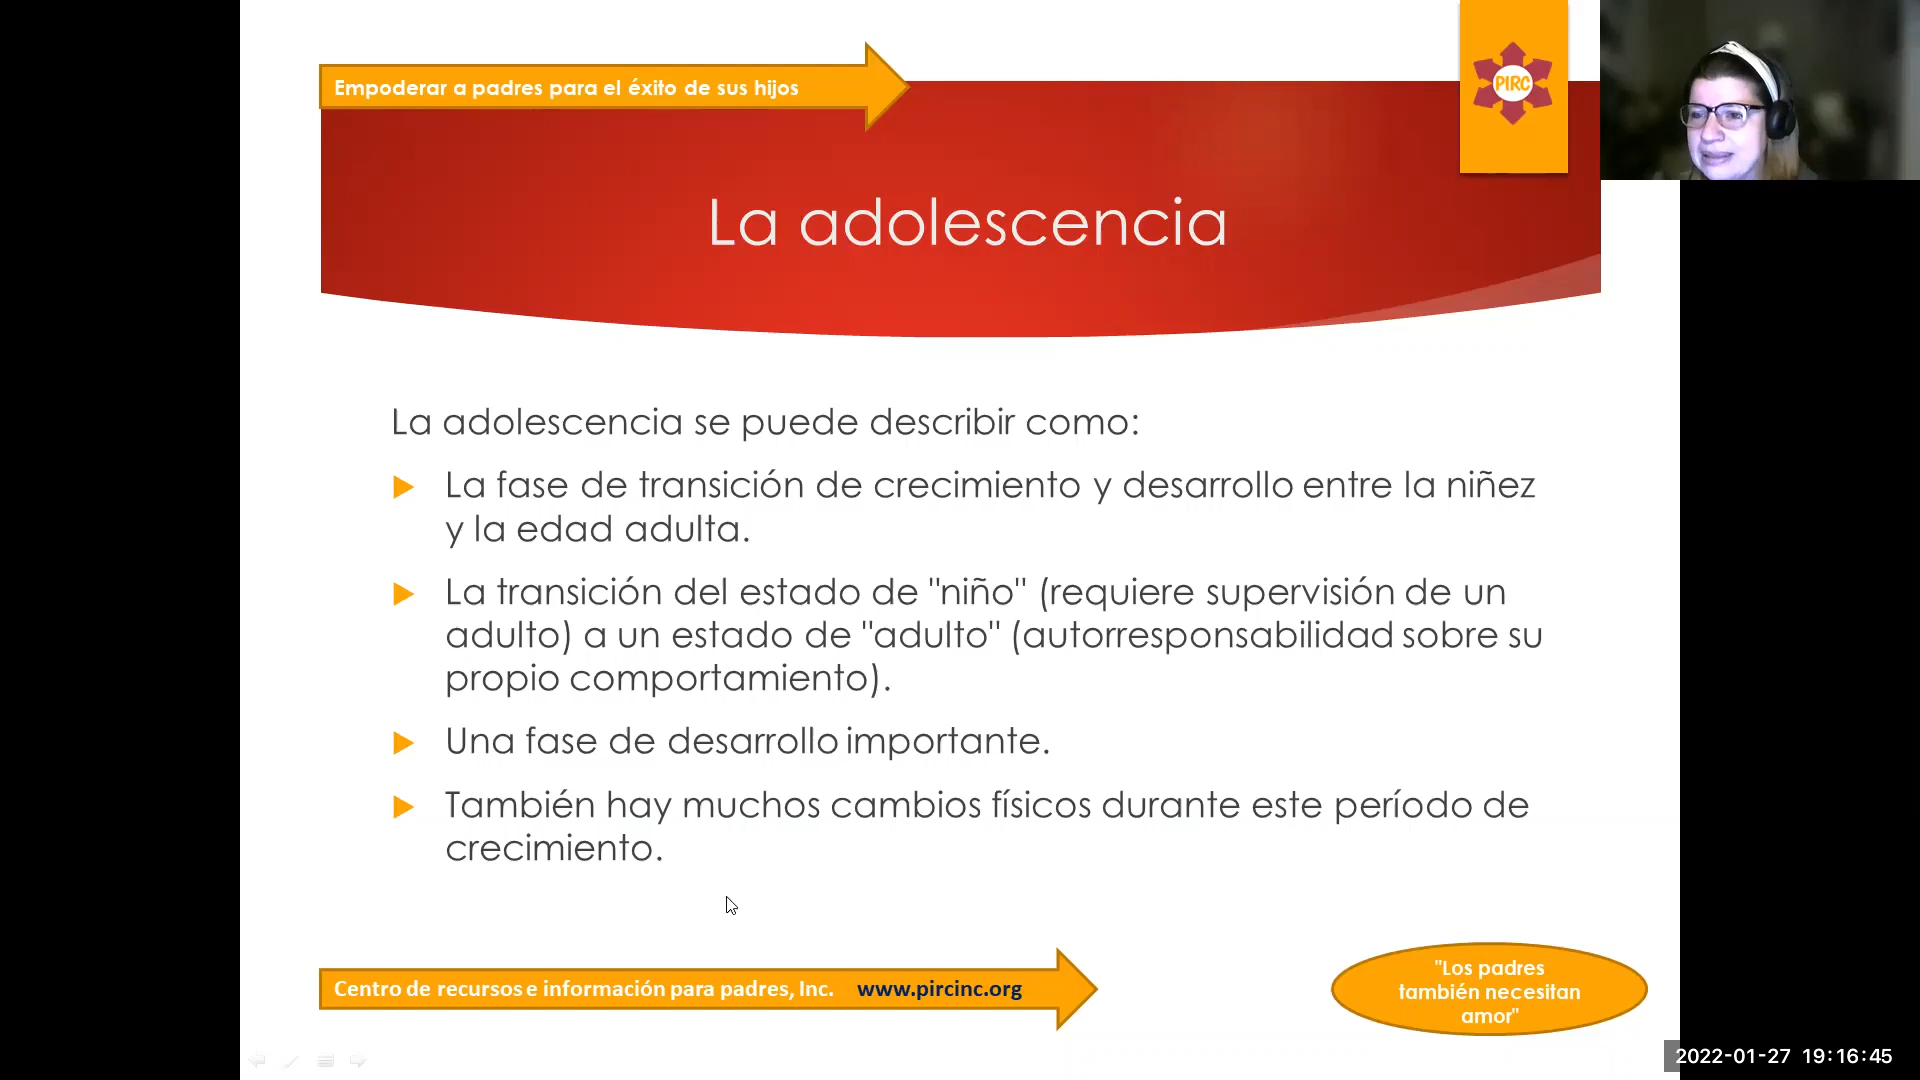 Empoderar a padres para el éxito de sus hijos
PIRC
La adolescencia
La adolescencia se puede describir como:
La fase de transición de crecimiento y desarrollo entre la niñez
y la edad adulta.
La transición del estado de "niño" (requiere supervisión de un
adulto) a un estado de "adulto" (autorresponsabilidad sobre su
propio comportamiento).
Una fase de desarrollo importante.
También hay muchos cambios físicos durante este período de
crecimiento.
Centro de recursos e información para padres, Inc. www.pircinc.org
"Los padres
también necesitan
amor"
2022-01-27 19:16:45